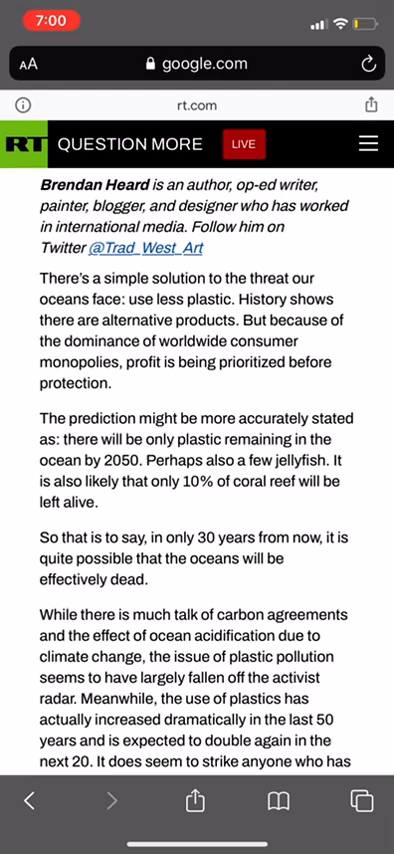 7:00
AA
google.com
rt.com
RT QUESTION MORE LIVE
Brendan Heard is an author, op-ed writer,
painter, blogger, and designer who has worked
in international media. Follow him on
Twitter @Trad_West_Art
There's a simple solution to the threat our
oceans face: use less plastic. History shows
there are alternative products. But because of
the dominance of worldwide consumer
monopolies, profit is being prioritized before
protection.
The prediction might be more accurately stated
as: there will be only plastic remaining in the
ocean by 2050. Perhaps also a few jellyfish. It
is also likely that only 10% of coral reef will be
left alive.
So that is to say, in only 30 years from now, it is
quite possible that the oceans will be
effectively dead.
While there is much talk of carbon agreements
and the effect of ocean acidification due to
climate change, the issue of plastic pollution
seems to have largely fallen off the activist
radar. Meanwhile, the use of plastics has
actually increased dramatically in the last 50
years and is expected to double again in the
next 20. It does seem to strike anyone who has